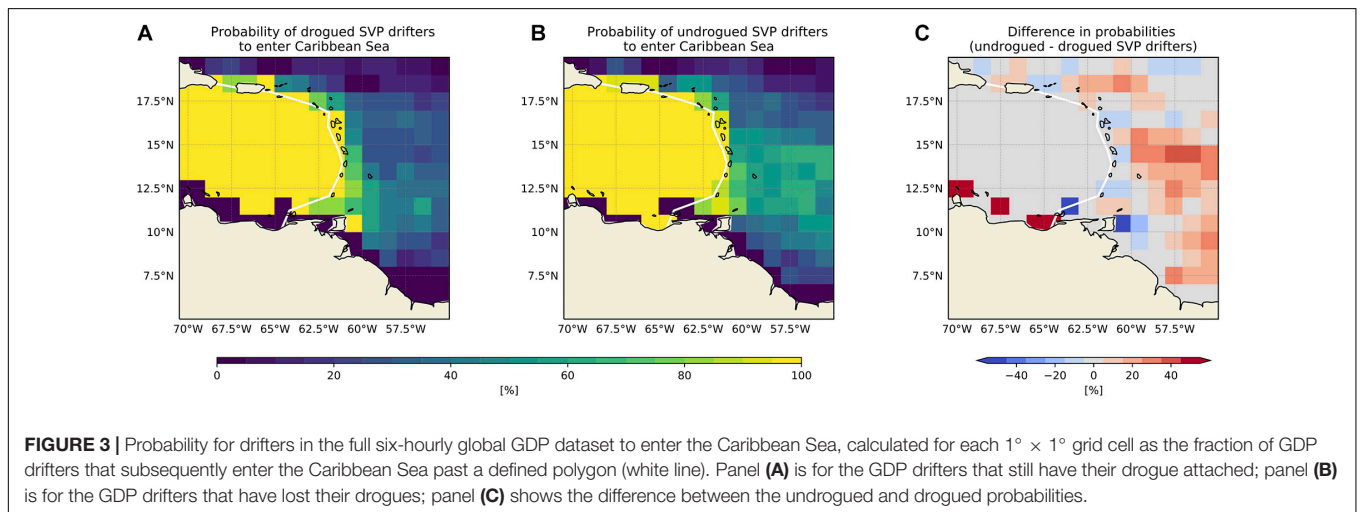 A
Probability of drogued SVP drifters
to enter Caribbean Sea
B
Probability of undrogued SVP drifters
to enter Caribbean Sea
C
Difference in probabilities
(undrogued - drogued SVP drifters)
17.5°N
15°N
12.5°N
10°N
7.5°N
70°W 67.5°W 65°W 62.5°W 60°W 57.5°W
17.5°N
15°N
12.5°N
10°N
7.5°N
70°W 67.5°W 65°W 62.5°W 60°W 57.5°W
17.5°N
15°N
12.5°N
10°N
7.5°N
70°W 67.5°W 65°W 62.5°W 60°W 57.5°W
0 20 40 60 80 100
[%]
−40 −20 0 20 40
[%]
FIGURE 3 | Probability for drifters in the full six-hourly global GDP dataset to enter the Caribbean Sea, calculated for each 1° × 1° grid cell as the fraction of GDP
drifters that subsequently enter the Caribbean Sea past a defined polygon (white line). Panel (A) is for the GDP drifters that still have their drogue attached; panel (B)
is for the GDP drifters that have lost their drogues; panel (C) shows the difference between the undrogued and drogued probabilities.